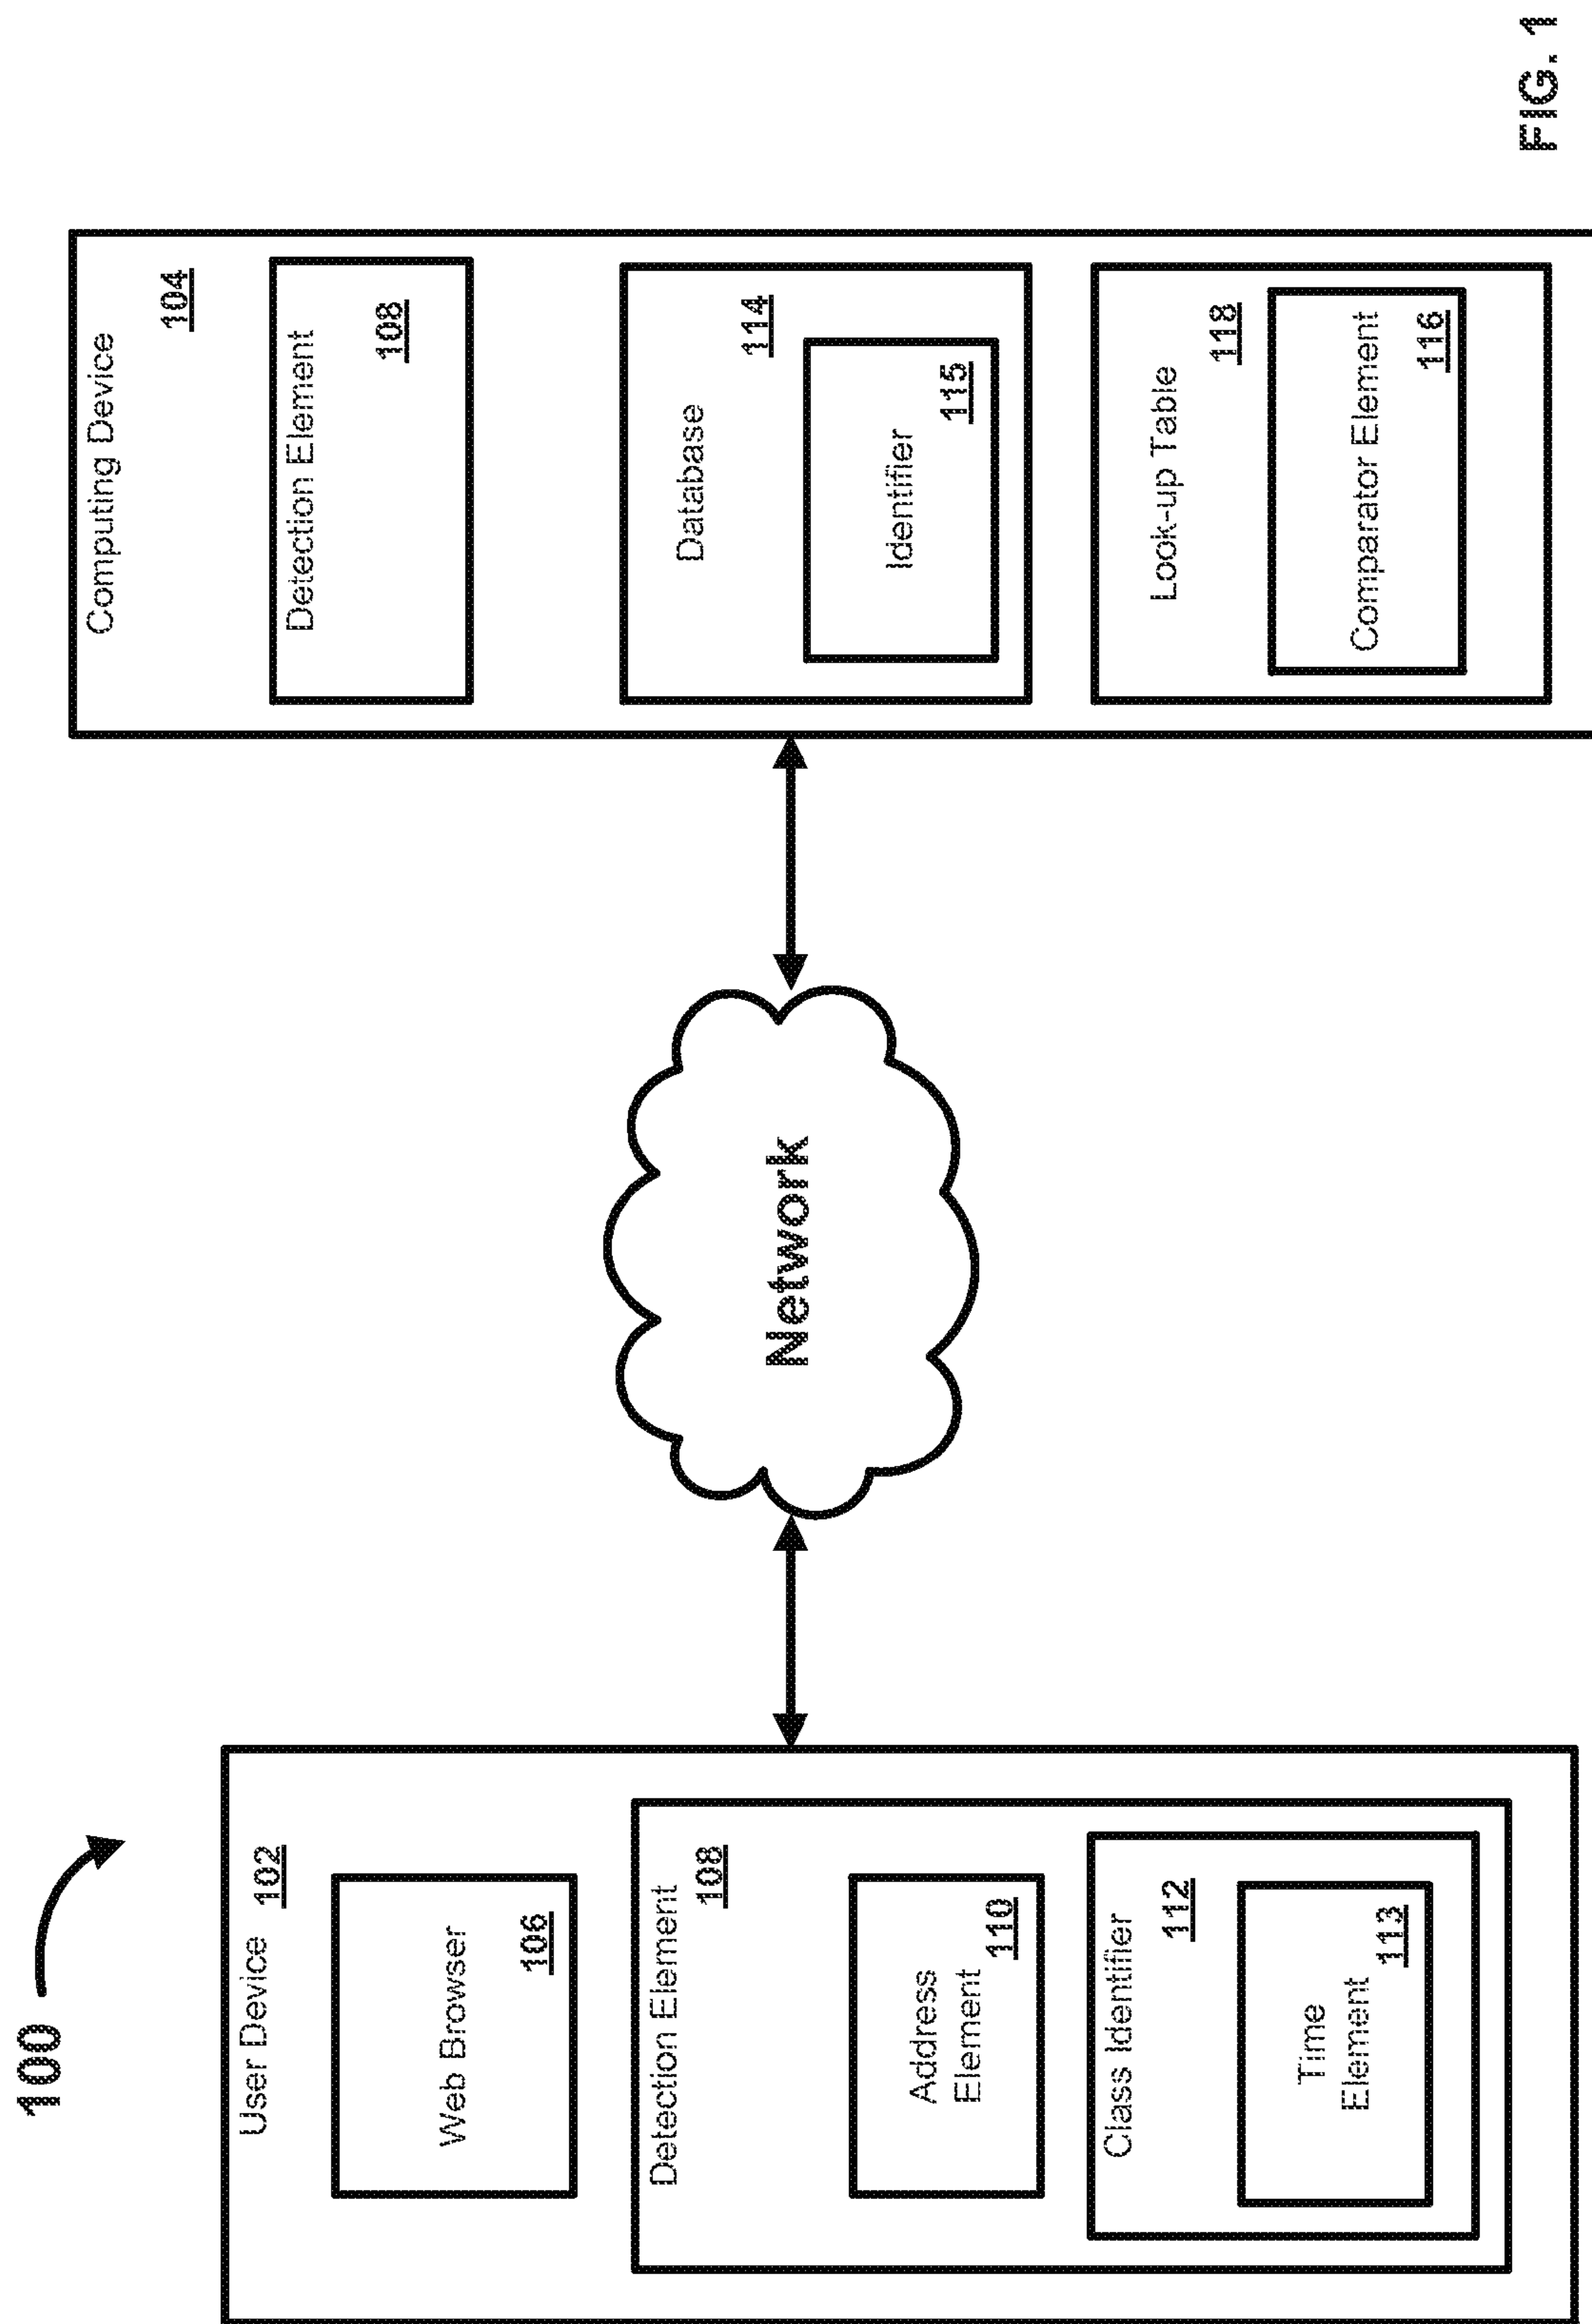 100
User Device
102
Web Browser
106
Detection Element
108
Address
Element
110
Class Identifier
112
Time
Element
113
Network
Computing Device
104
Detection Element
108
Database
114
Identifier
115
Look-up Table
118
Comparator Element
116
FIG. 1